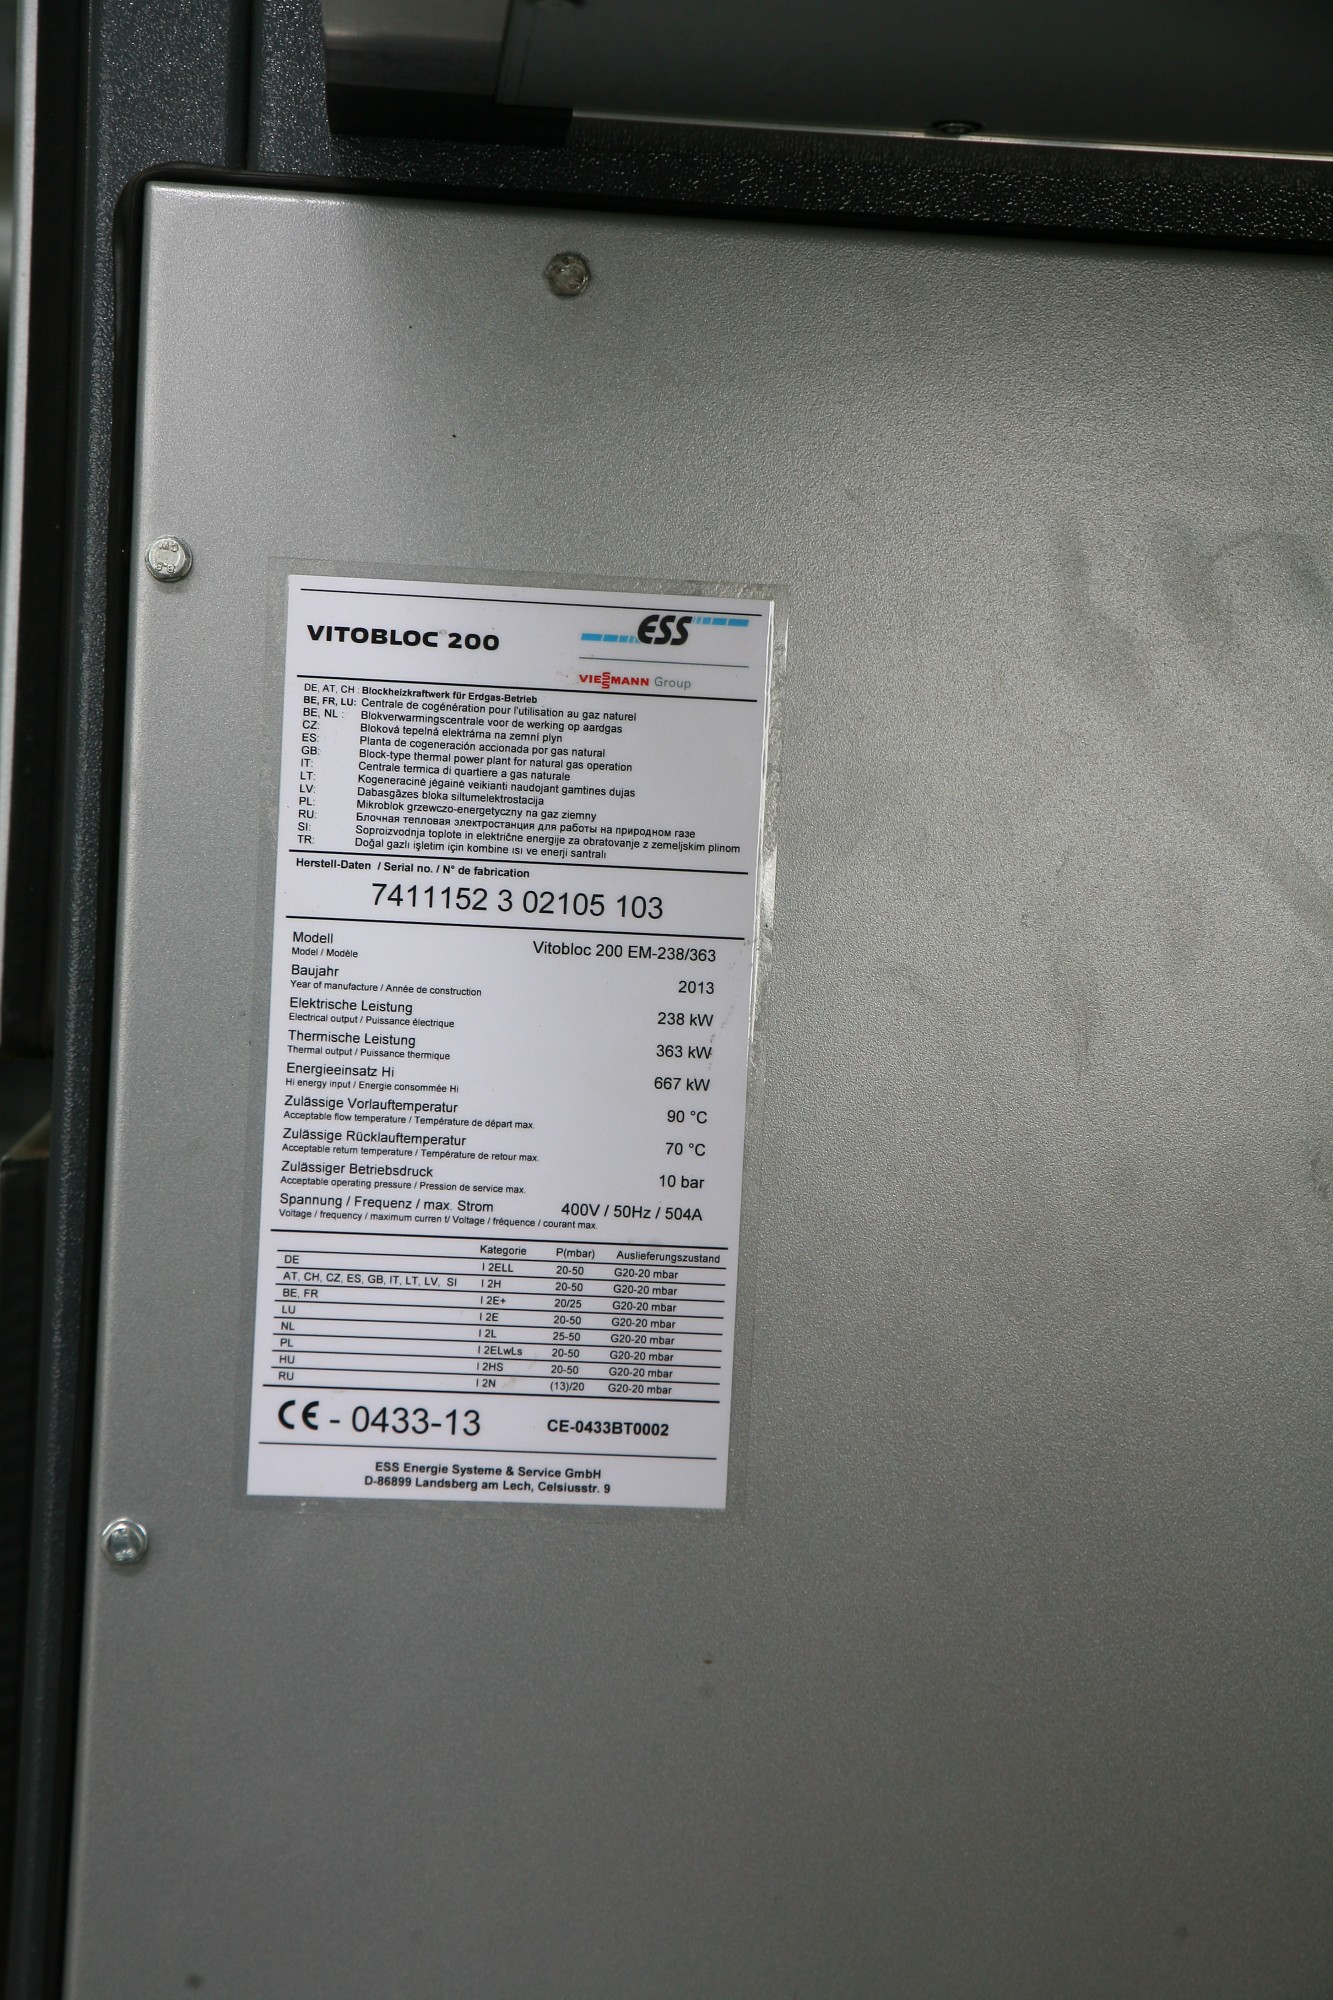 VITOBLOC 200
ESS
VIESMANN Group
DE, AT, CH : Blockheizkraftwerk für Erdgas-Betrieb
BE, FR, LU: Centrale de cogénération pour l'utilisation au gaz naturel
BE, NL : Blokverwarmingscentrale voor de werking op aardgas
CZ: Bloková tepelná elektrárna na zemní plyn
ES: Planta de cogeneración accionada por gas natural
GB: Block-type thermal power plant for natural gas operation
IT: Centrale termica di quartiere a gas naturale
LT: Kogeneracinė jėgainė veikianti naudojant gamtines dujas
LV: Dabasgāzes bloka siltumelektrostacija
PL: Mikroblok grzewczo-energetyczny na gaz ziemny
RU: Блочная тепловая электростанция для работы на природном газе
SI: Soproizvodnja toplote in električne energije za obratovanje z zemeljskim plinom
TR: Doğal gazlı işletim için kombine ısı ve enerji santralı
Herstell-Daten / Serial no. / N° de fabrication
7411152 3 02105 103
Modell Vitobloc 200 EM-238/363
Model / Modèle
Baujahr 2013
Year of manufacture / Année de construction
Elektrische Leistung 238 kW
Electrical output / Puissance électrique
Thermische Leistung 363 kW
Thermal output / Puissance thermique
Energieeinsatz Hi 667 kW
Hi energy input / Energie consommée Hi
Zulässige Vorlauftemperatur 90 °C
Acceptable flow temperature / Température de départ max.
Zulässige Rücklauftemperatur 70 °C
Acceptable return temperature / Température de retour max.
Zulässiger Betriebsdruck 10 bar
Acceptable operating pressure / Pression de service max.
Spannung / Frequenz / max. Strom 400V / 50Hz / 504A
Voltage / frequency / maximum curren t/ Voltage / fréquence / courant max.
Kategorie P(mbar) Auslieferungszustand
DE I 2ELL 20-50 G20-20 mbar
AT, CH, CZ, ES, GB, IT, LT, LV, SI I 2H 20-50 G20-20 mbar
BE, FR I 2E+ 20/25 G20-20 mbar
LU I 2E 20-50 G20-20 mbar
NL I 2L 25-50 G20-20 mbar
PL I 2ELwLs 20-50 G20-20 mbar
HU I 2HS 20-50 G20-20 mbar
RU I 2N (13)/20 G20-20 mbar
CE - 0433-13 CE-0433BT0002
ESS Energie Systeme & Service GmbH
D-86899 Landsberg am Lech, Celsiusstr. 9